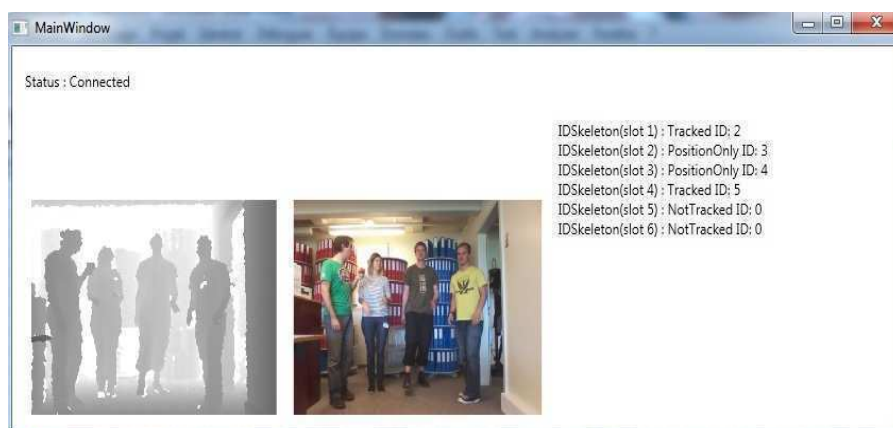 MainWindow
Status : Connected
IDSkeleton(slot 1) : Tracked ID: 2
IDSkeleton(slot 2) : PositionOnly ID: 3
IDSkeleton(slot 3) : PositionOnly ID: 4
IDSkeleton(slot 4) : Tracked ID: 5
IDSkeleton(slot 5) : NotTracked ID: 0
IDSkeleton(slot 6) : NotTracked ID: 0